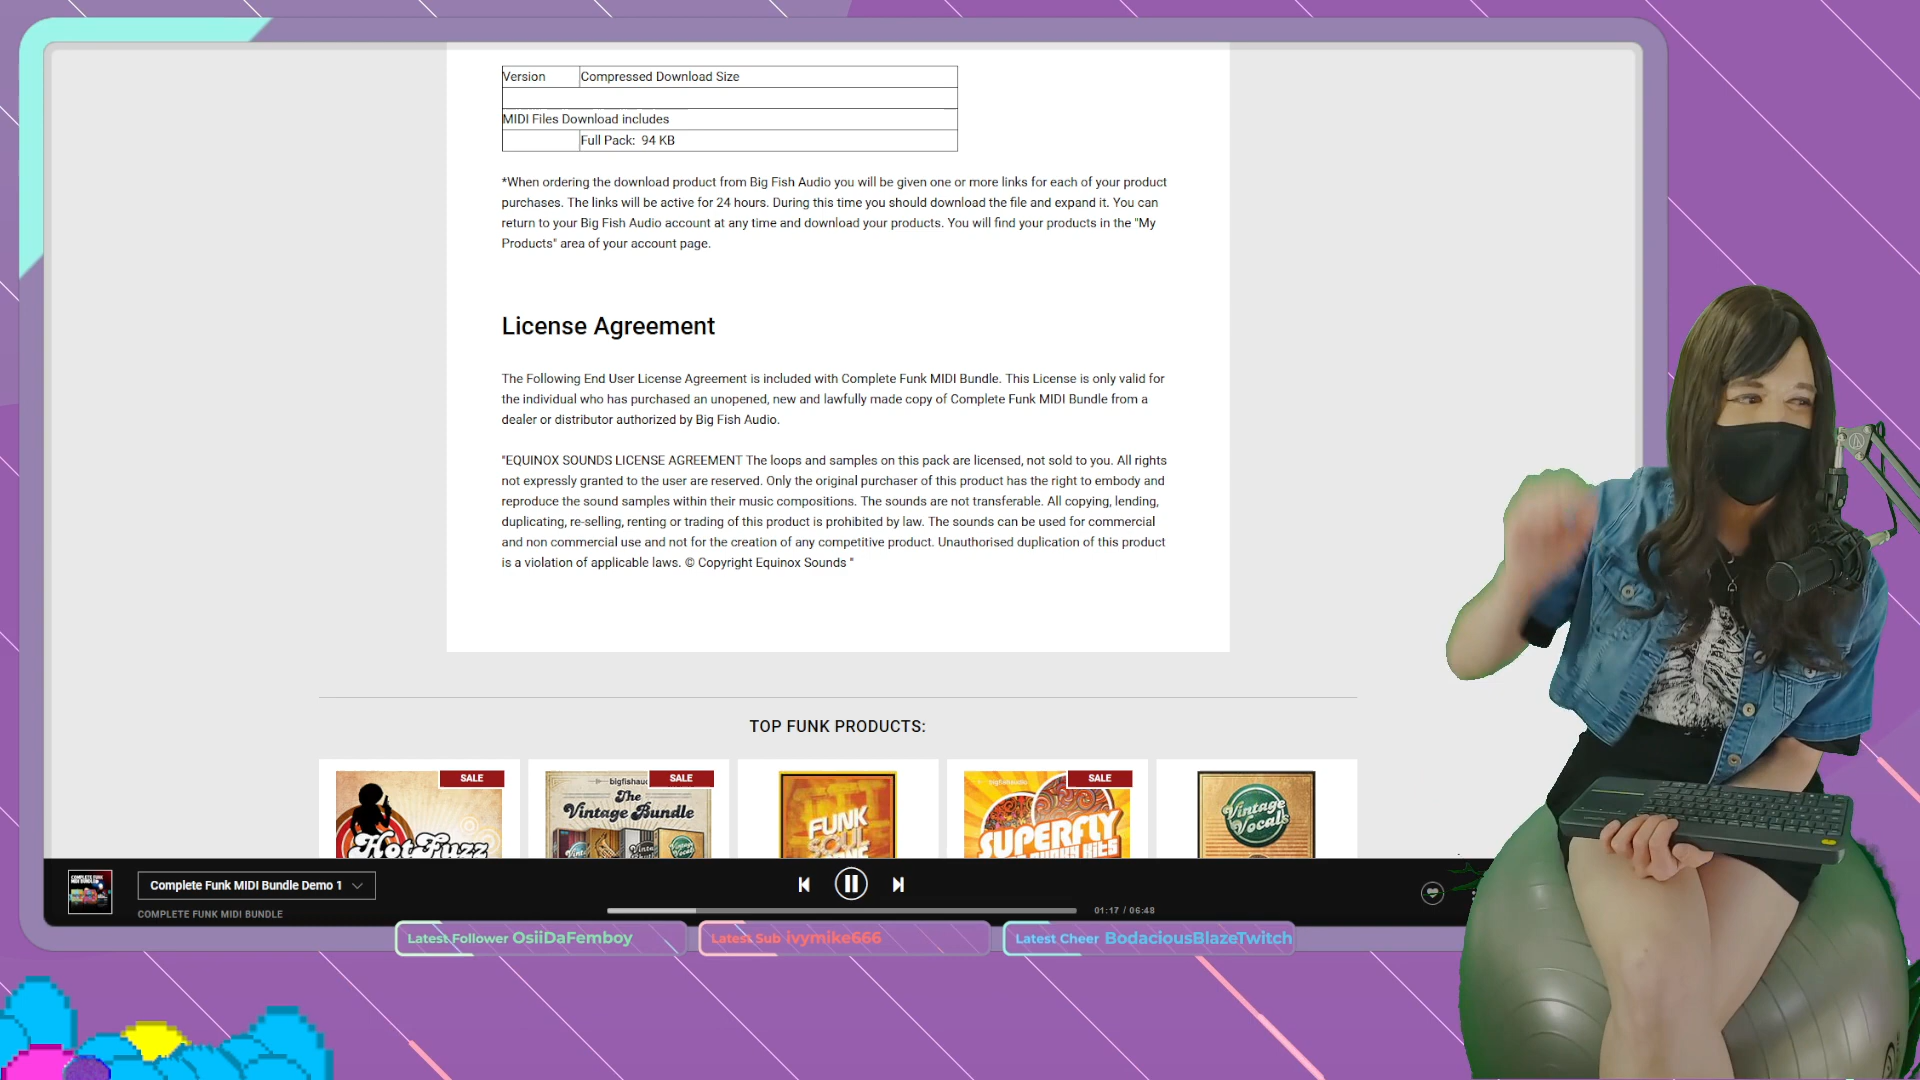 Version Compressed Download Size
MIDI Files Download includes
Full Pack: 94 KB
*When ordering the download product from Big Fish Audio you will be given one or more links for each of your product
purchases. The links will be active for 24 hours. During this time you should download the file and expand it. You can
return to your Big Fish Audio account at any time and download your products. You will find your products in the "My
Products" area of your account page.
License Agreement
The Following End User License Agreement is included with Complete Funk MIDI Bundle. This License is only valid for
the individual who has purchased an unopened, new and lawfully made copy of Complete Funk MIDI Bundle from a
dealer or distributor authorized by Big Fish Audio.
"EQUINOX SOUNDS LICENSE AGREEMENT The loops and samples on this pack are licensed, not sold to you. All rights
not expressly granted to the user are reserved. Only the original purchaser of this product has the right to embody and
reproduce the sound samples within their music compositions. The sounds are not transferable. All copying, lending,
duplicating, re-selling, renting or trading of this product is prohibited by law. The sounds can be used for commercial
and non commercial use and not for the creation of any competitive product. Unauthorised duplication of this product
is a violation of applicable laws. © Copyright Equinox Sounds "
TOP FUNK PRODUCTS:
SALE
Hot Fuzz
SALE
The
Vintage Bundle
FUNK
SOUL
SALE
bigfishaudio
SUPERFLY
Vintage
Vocals
Complete Funk MIDI Bundle Demo 1
COMPLETE FUNK MIDI BUNDLE
01:17 / 06:48
Latest Follower OsiiDaFemboy
Latest Sub ivymike666
Latest Cheer BodaciousBlazeTwitch